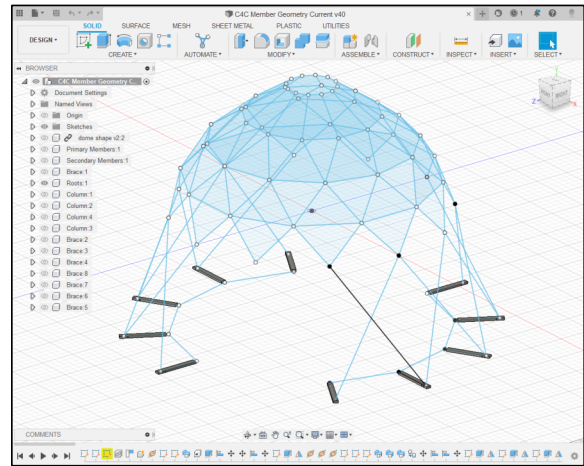 C4C Member Geometry Current v40
1
SOLID SURFACE MESH SHEET METAL PLASTIC UTILITIES
DESIGN
CREATE AUTOMATE MODIFY ASSEMBLE CONSTRUCT INSPECT INSERT SELECT
BROWSER
C4C Member Geometry C...
Document Settings
Named Views
Origin
Sketches
dome shape v2:2
Primary Members:1
Secondary Members:1
Brace:1
Roots:1
Column:1
Column:2
Column:4
Column:3
Brace:2
Brace:3
Brace:4
Brace:8
Brace:7
Brace:6
Brace:5
FRONT RIGHT
Z X
COMMENTS